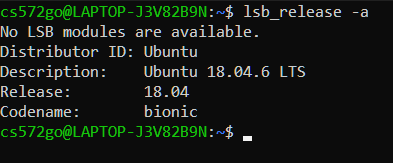 cs572go@LAPTOP-J3V82B9N:~$ lsb_release -a
No LSB modules are available.
Distributor ID: Ubuntu
Description:    Ubuntu 18.04.6 LTS
Release:        18.04
Codename:       bionic
cs572go@LAPTOP-J3V82B9N:~$